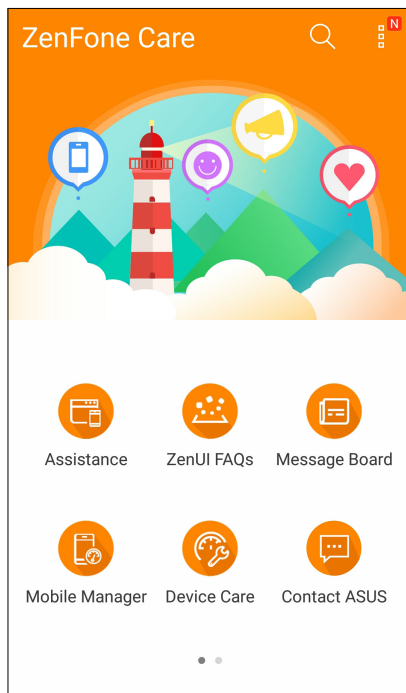 ZenFone Care
N
Assistance
ZenUI FAQs
Message Board
Mobile Manager
Device Care
Contact ASUS